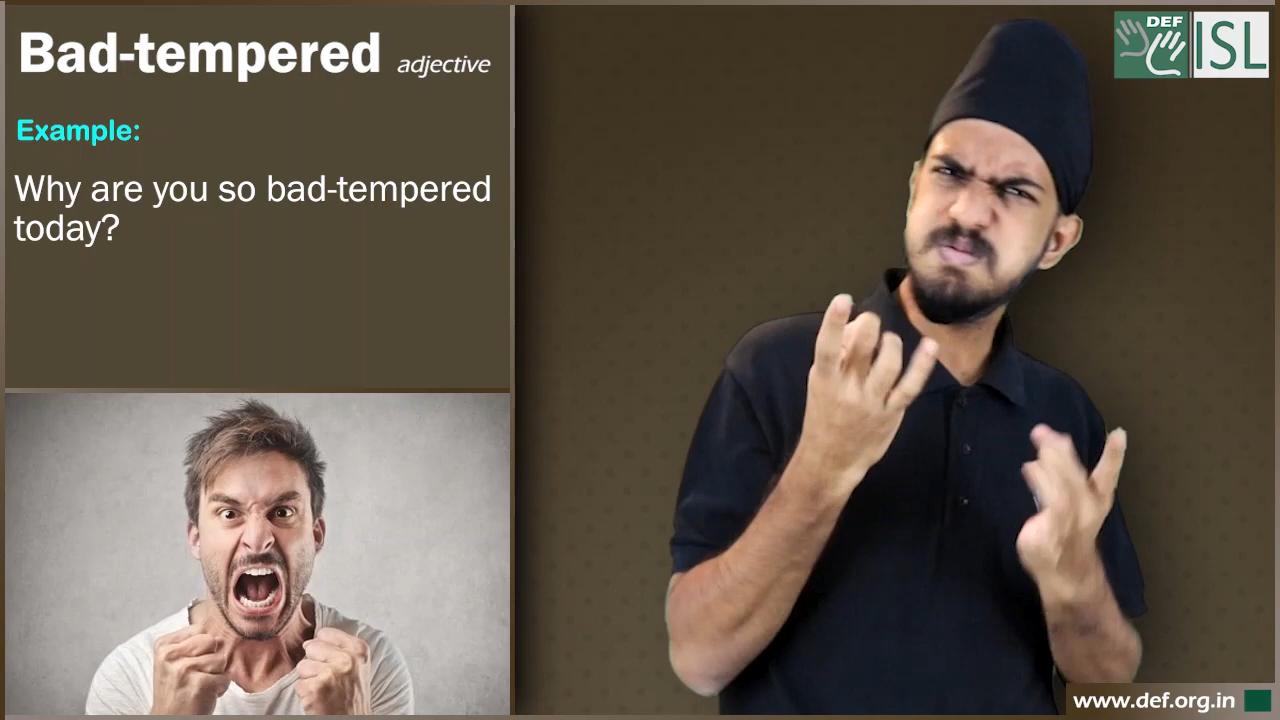 Bad-tempered adjective
Example:
Why are you so bad-tempered
today?
DEF
ISL
www.def.org.in